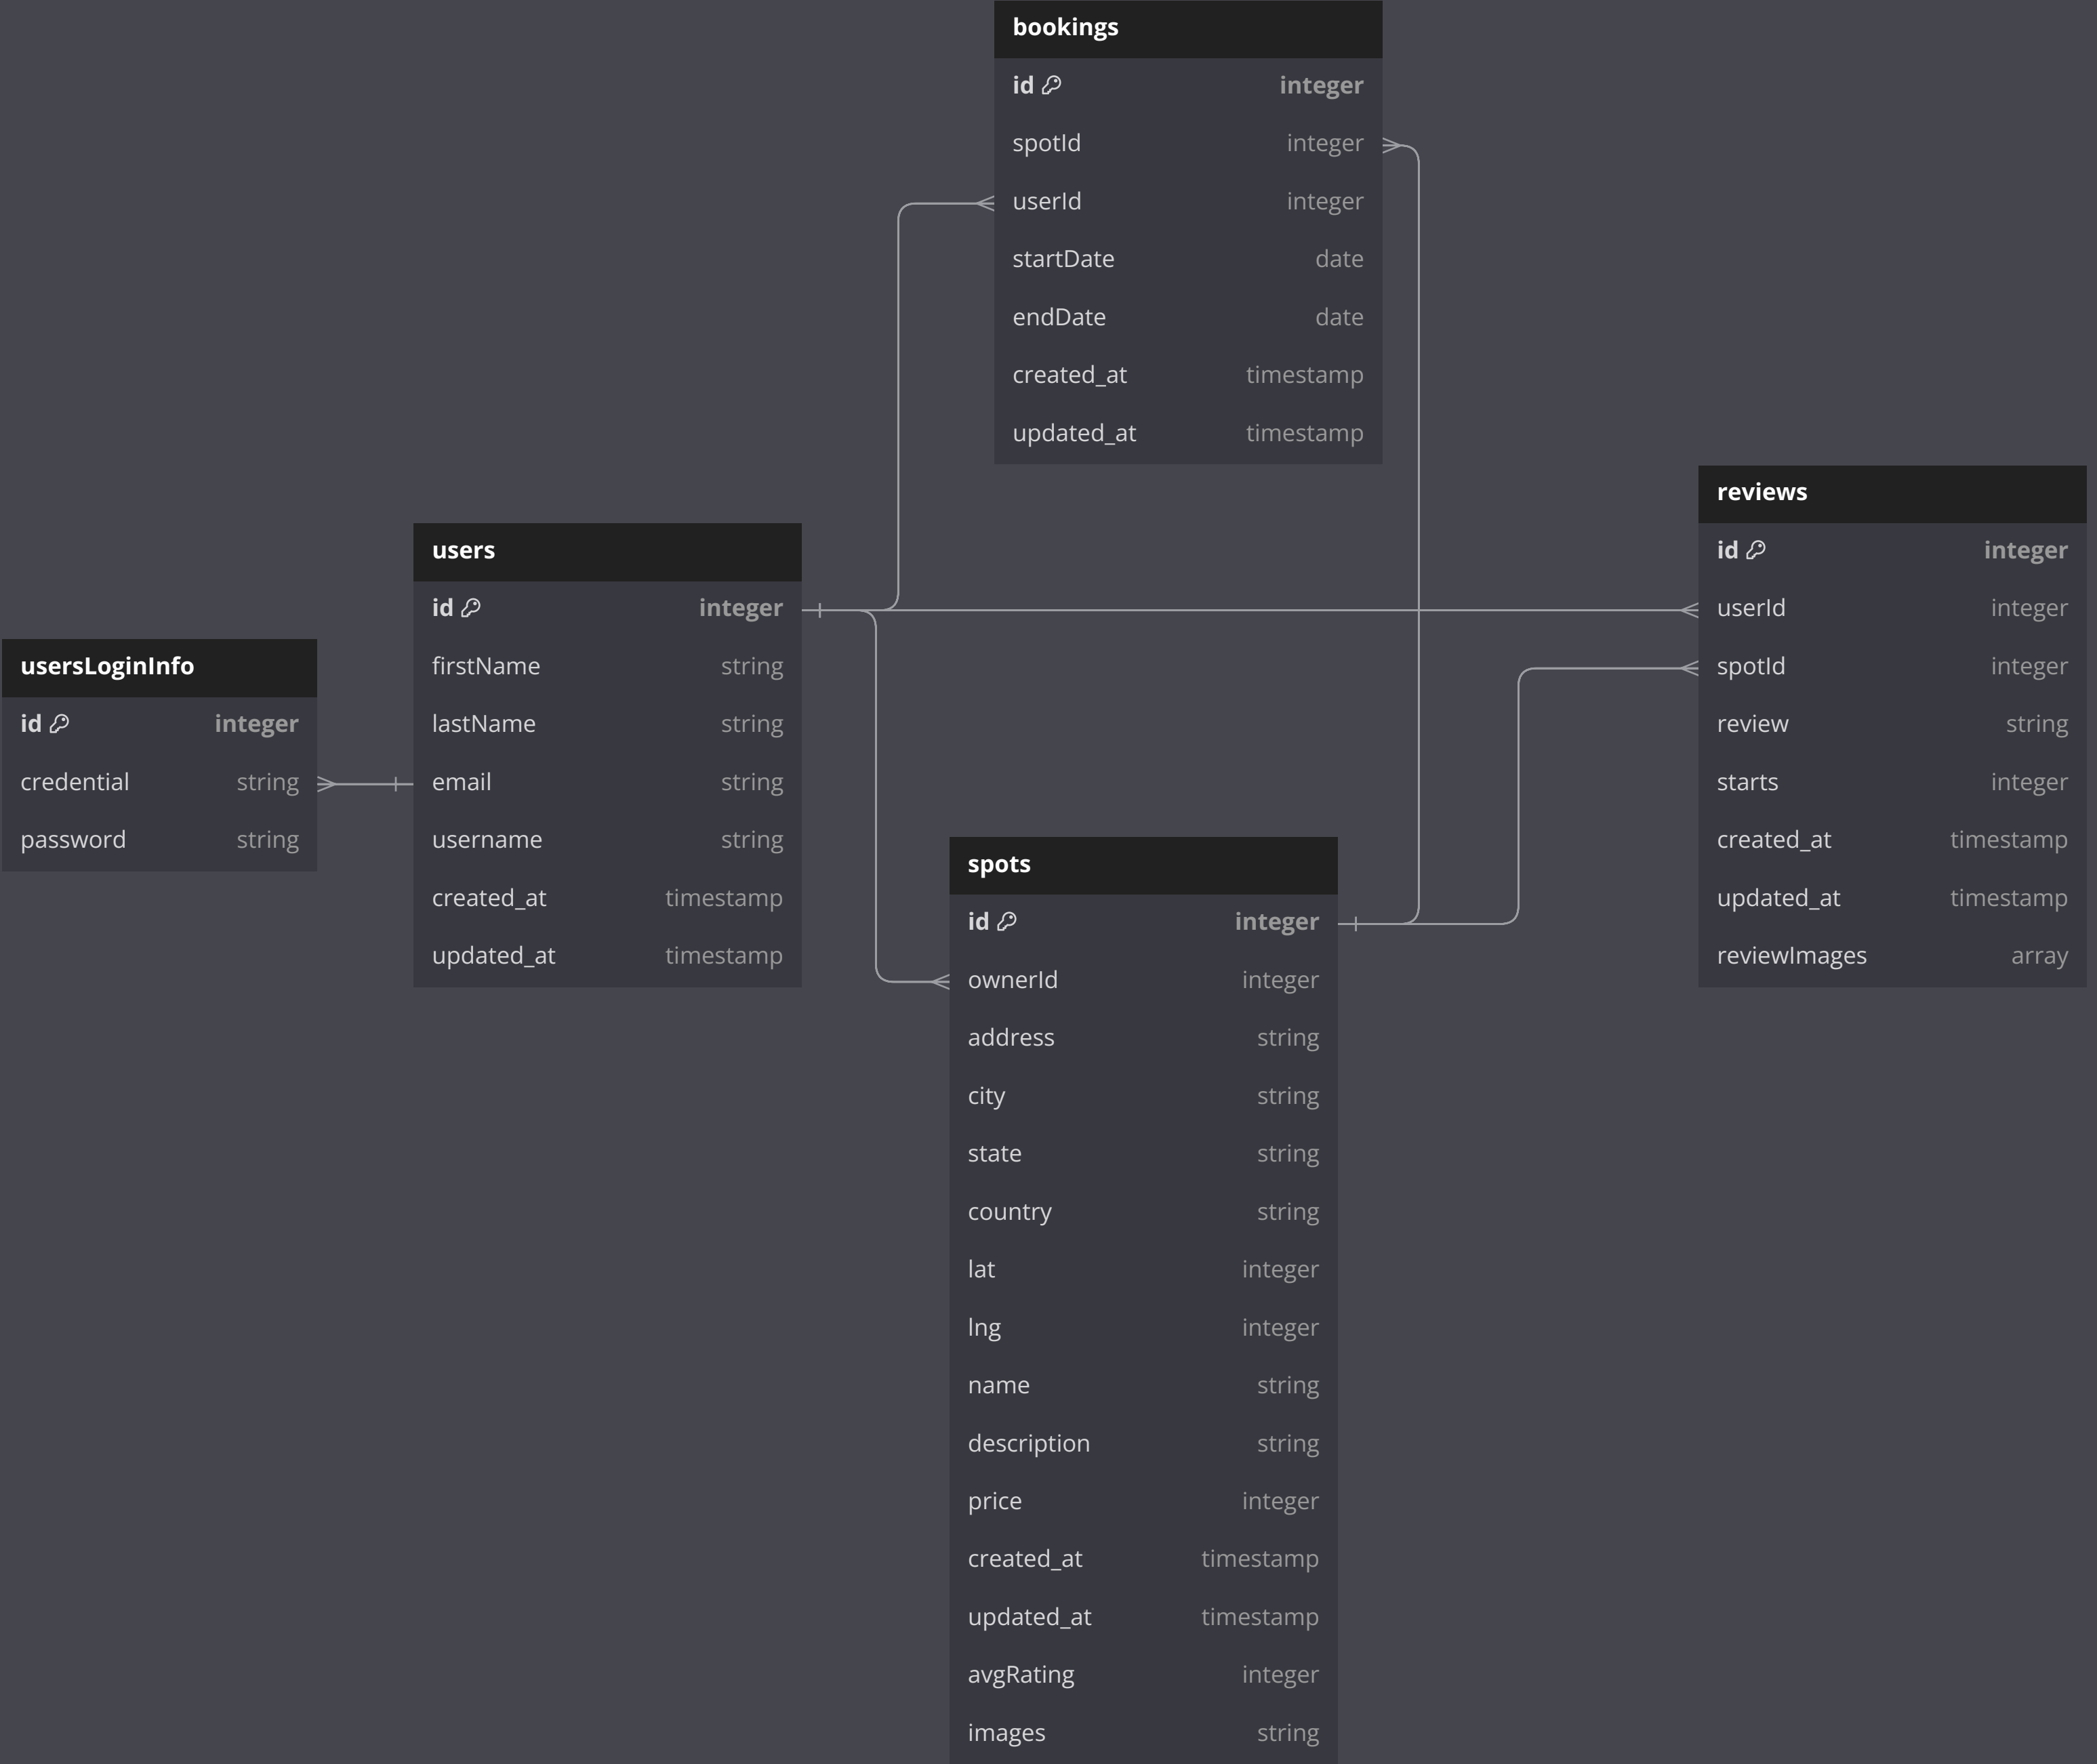 bookings
id integer
spotId integer
userId integer
startDate date
endDate date
created_at timestamp
updated_at timestamp
reviews
id integer
userId integer
spotId integer
review string
starts integer
created_at timestamp
updated_at timestamp
reviewImages array
users
id integer
firstName string
lastName string
email string
username string
created_at timestamp
updated_at timestamp
usersLoginInfo
id integer
credential string
password string
spots
id integer
ownerId integer
address string
city string
state string
country string
lat integer
lng integer
name string
description string
price integer
created_at timestamp
updated_at timestamp
avgRating integer
images string